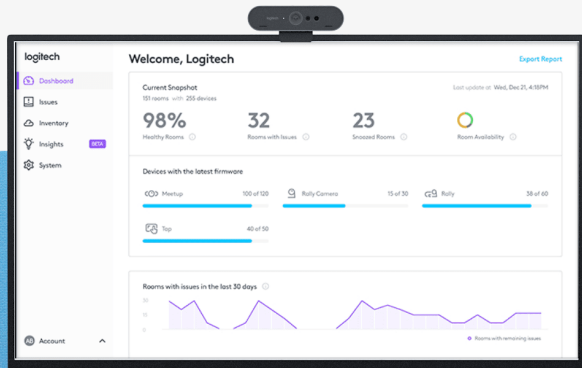 logitech
logitech
Welcome, Logitech
Export Report
Dashboard
Issues
Inventory
Insights BETA
System
Current Snapshot
Last update at Wed, Dec 21, 4:18PM
151 rooms with 255 devices
98% 32 23
Healthy Rooms Rooms with Issues Snoozed Rooms Room Availability
Devices with the latest firmware
Meetup 100 of 120 Rally Camera 15 of 30 Rally 38 of 60
Tap 40 of 50
Rooms with issues in the last 30 days
30
0
Rooms with remaining issues
AD Account